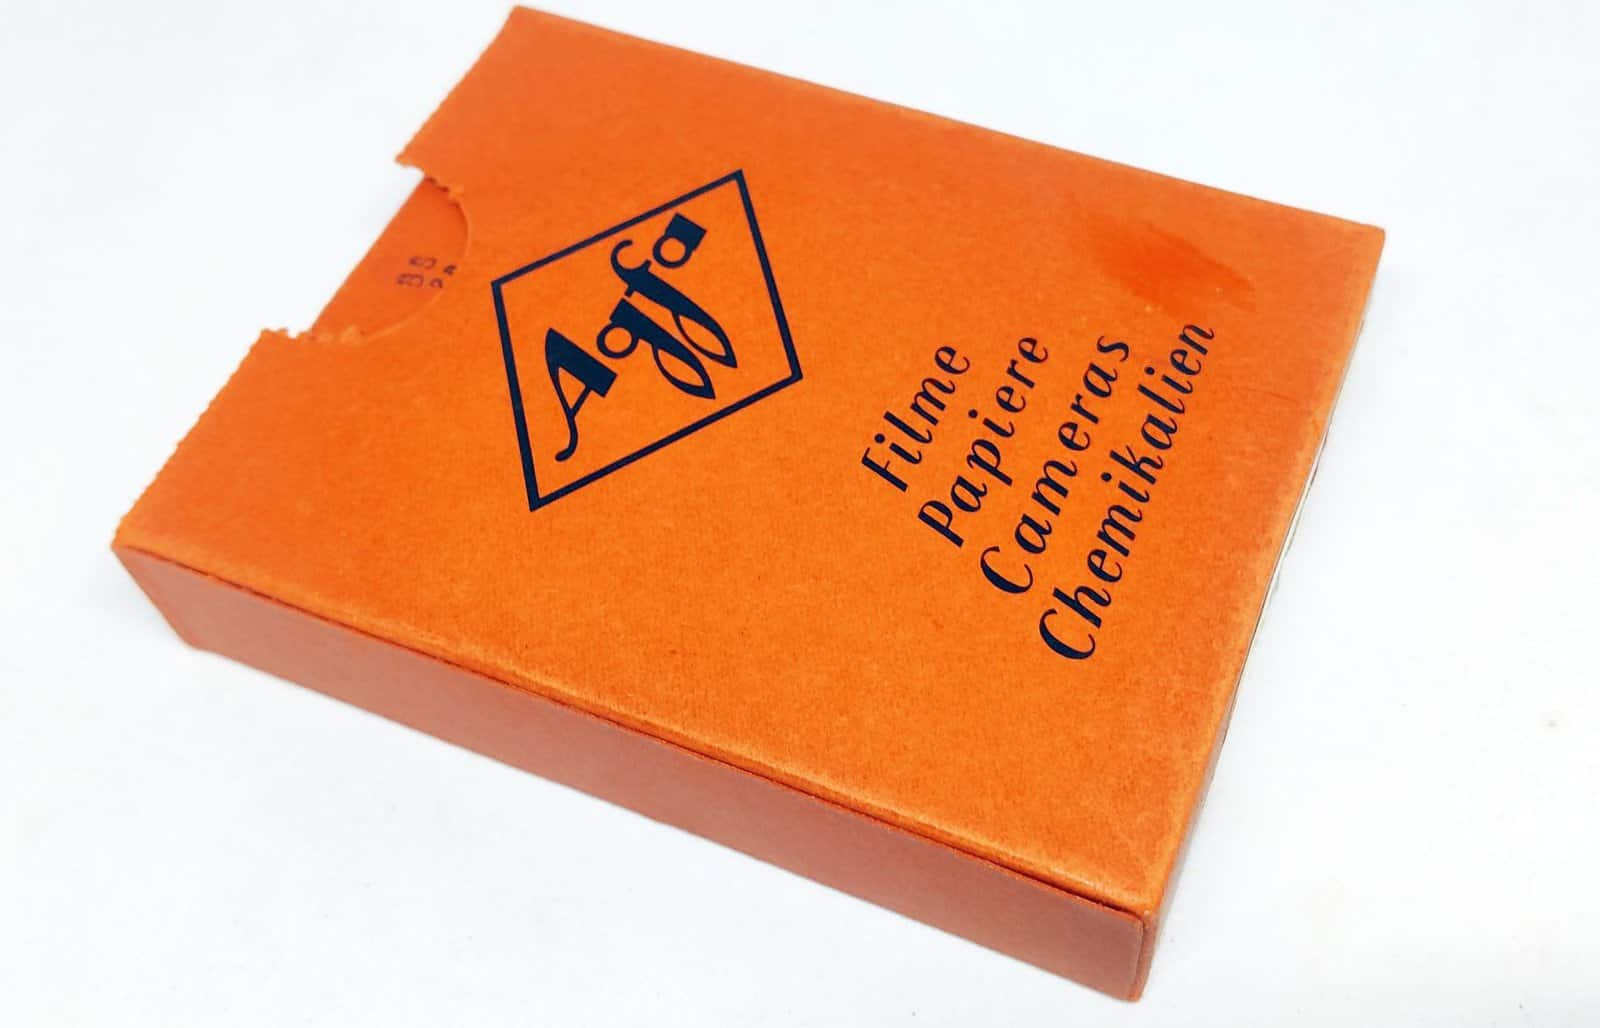 Agfa
Filme
Papiere
Cameras
Chemikalien